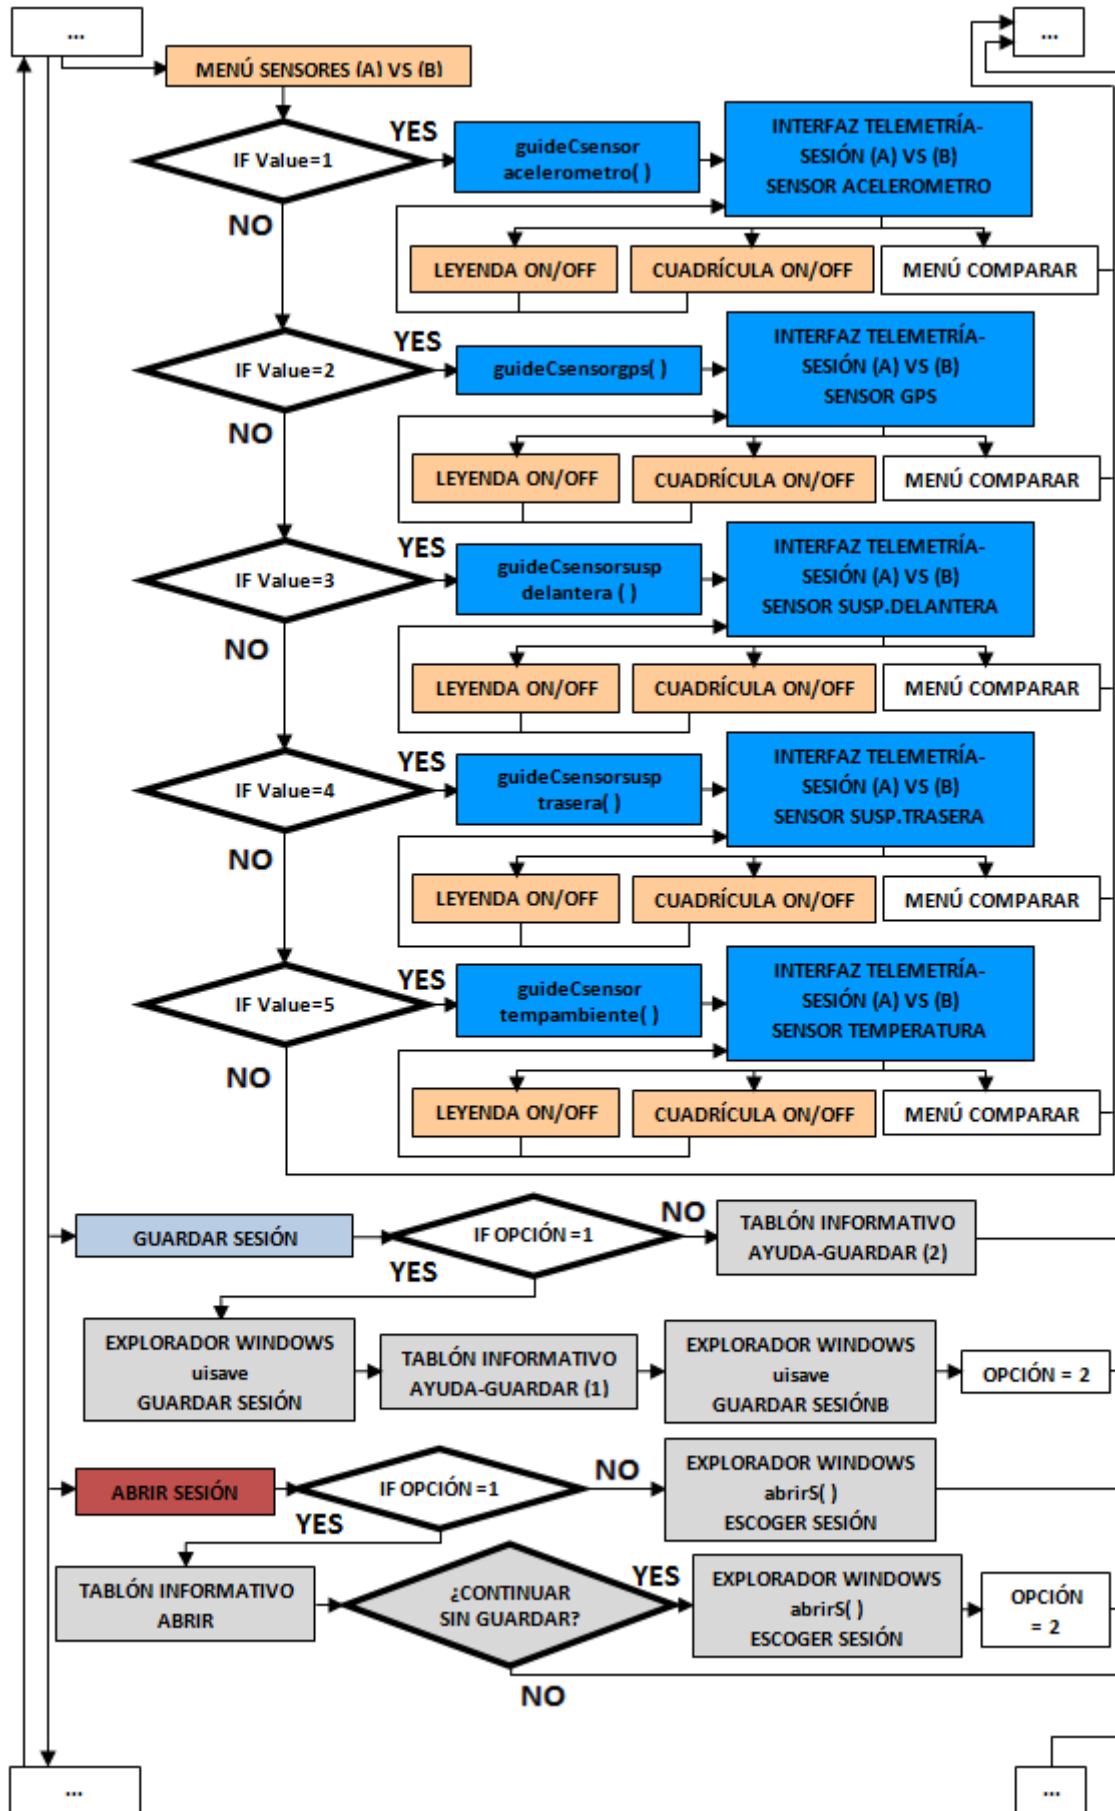 ...
...
MENÚ SENSORES (A) VS (B)
IF Value=1
YES
NO
guideCsensor
acelerometro( )
INTERFAZ TELEMETRÍA-
SESIÓN (A) VS (B)
SENSOR ACELEROMETRO
LEYENDA ON/OFF
CUADRÍCULA ON/OFF
MENÚ COMPARAR
IF Value=2
YES
NO
guideCsensorgps( )
INTERFAZ TELEMETRÍA-
SESIÓN (A) VS (B)
SENSOR GPS
LEYENDA ON/OFF
CUADRÍCULA ON/OFF
MENÚ COMPARAR
IF Value=3
YES
NO
guideCsensorsusp
delantera ( )
INTERFAZ TELEMETRÍA-
SESIÓN (A) VS (B)
SENSOR SUSP.DELANTERA
LEYENDA ON/OFF
CUADRÍCULA ON/OFF
MENÚ COMPARAR
IF Value=4
YES
NO
guideCsensorsusp
trasera( )
INTERFAZ TELEMETRÍA-
SESIÓN (A) VS (B)
SENSOR SUSP.TRASERA
LEYENDA ON/OFF
CUADRÍCULA ON/OFF
MENÚ COMPARAR
IF Value=5
YES
NO
guideCsensor
tempambiente( )
INTERFAZ TELEMETRÍA-
SESIÓN (A) VS (B)
SENSOR TEMPERATURA
LEYENDA ON/OFF
CUADRÍCULA ON/OFF
MENÚ COMPARAR
GUARDAR SESIÓN
IF OPCIÓN =1
NO
YES
TABLÓN INFORMATIVO
AYUDA-GUARDAR (2)
EXPLORADOR WINDOWS
uisave
GUARDAR SESIÓN
TABLÓN INFORMATIVO
AYUDA-GUARDAR (1)
EXPLORADOR WINDOWS
uisave
GUARDAR SESIÓNB
OPCIÓN = 2
ABRIR SESIÓN
IF OPCIÓN =1
NO
YES
EXPLORADOR WINDOWS
abrirS( )
ESCOGER SESIÓN
TABLÓN INFORMATIVO
ABRIR
¿CONTINUAR
SIN GUARDAR?
YES
NO
EXPLORADOR WINDOWS
abrirS( )
ESCOGER SESIÓN
OPCIÓN
= 2
...
...